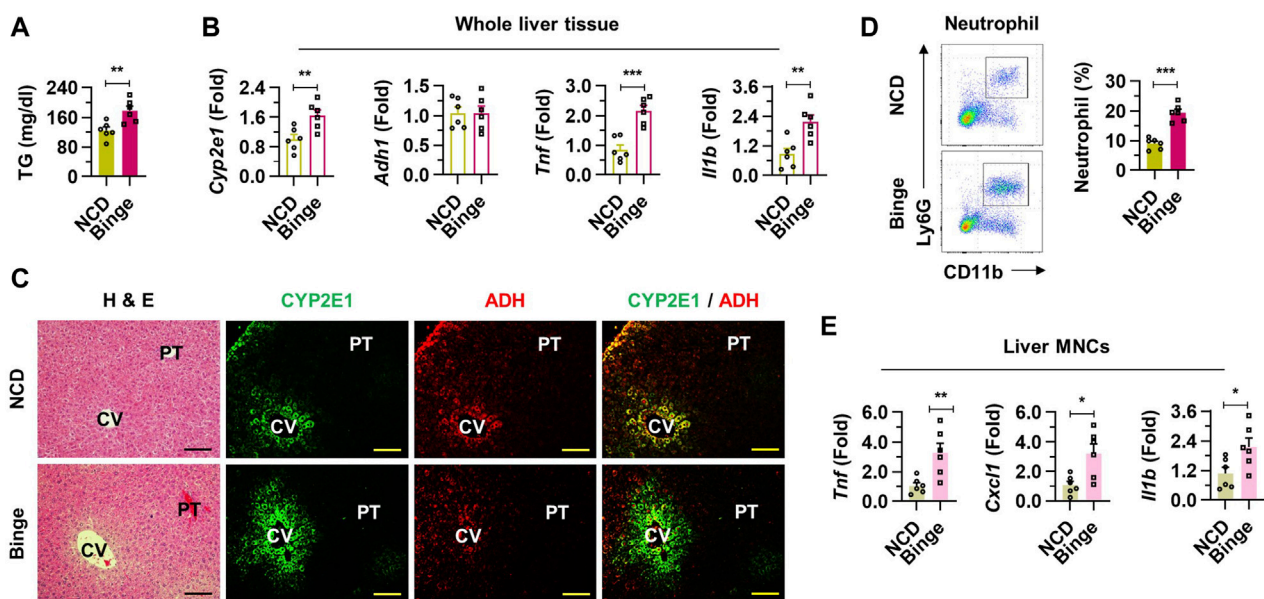 A
**
TG (mg/dl)
240
160
80
0
NCD
Binge
B
Whole liver tissue
**
Cyp2e1 (Fold)
2.4
1.8
1.2
0.6
0.0
NCD
Binge
Adh1 (Fold)
1.5
1.0
0.5
0.0
NCD
Binge
***
Tnf (Fold)
3.0
2.0
1.0
0.0
NCD
Binge
**
Il1b (Fold)
3.6
2.4
1.2
0.0
NCD
Binge
C
H & E
CYP2E1
ADH
CYP2E1 / ADH
NCD
PT
CV
PT
CV
PT
CV
PT
CV
Binge
PT
CV
PT
CV
PT
CV
PT
CV
D
Neutrophil
NCD
Binge
Ly6G
CD11b
***
Neutrophil (%)
30
20
10
0
NCD
Binge
E
Liver MNCs
**
Tnf (Fold)
6.0
4.0
2.0
0.0
NCD
Binge
*
Cxcl1 (Fold)
6.0
4.0
2.0
0.0
NCD
Binge
*
Il1b (Fold)
3.6
2.4
1.2
0.0
NCD
Binge